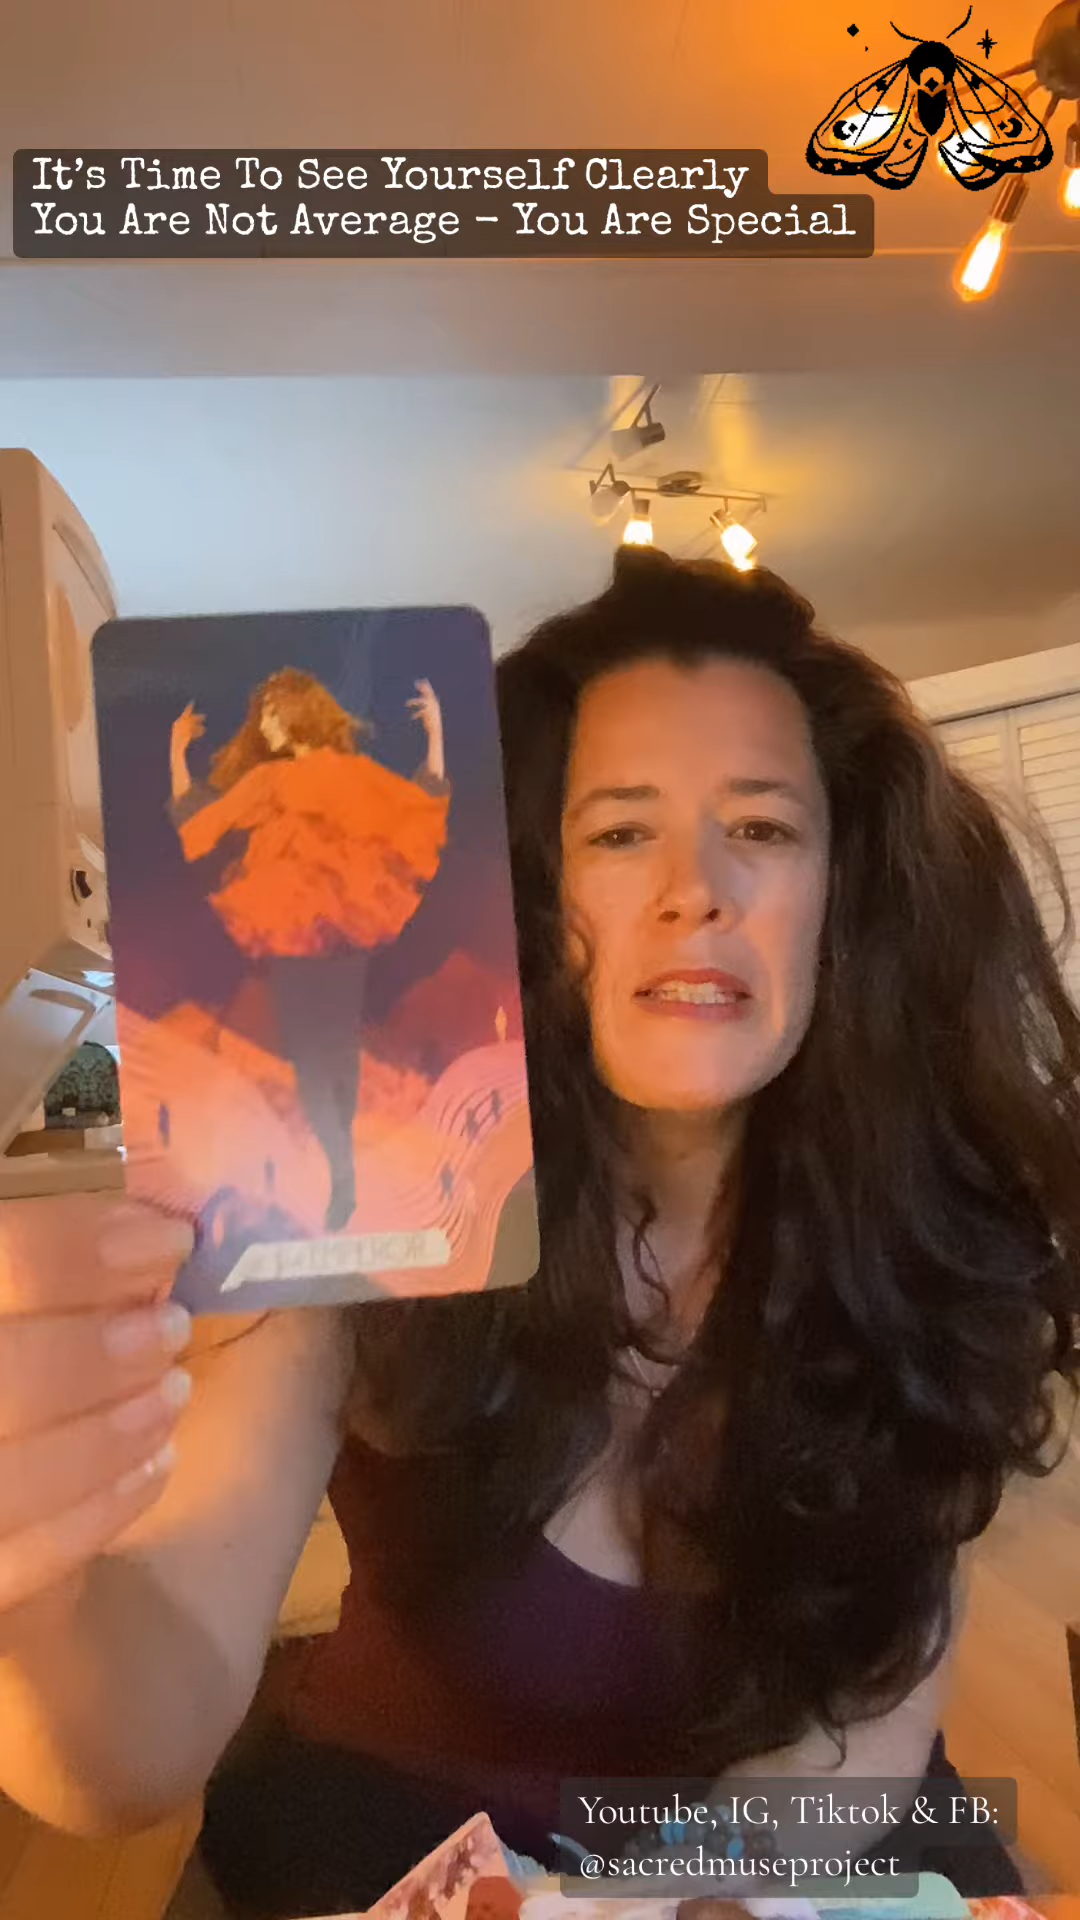 It's Time To See Yourself Clearly
You Are Not Average - You Are Special
Youtube, IG, Tiktok & FB:
@sacredmuseproject